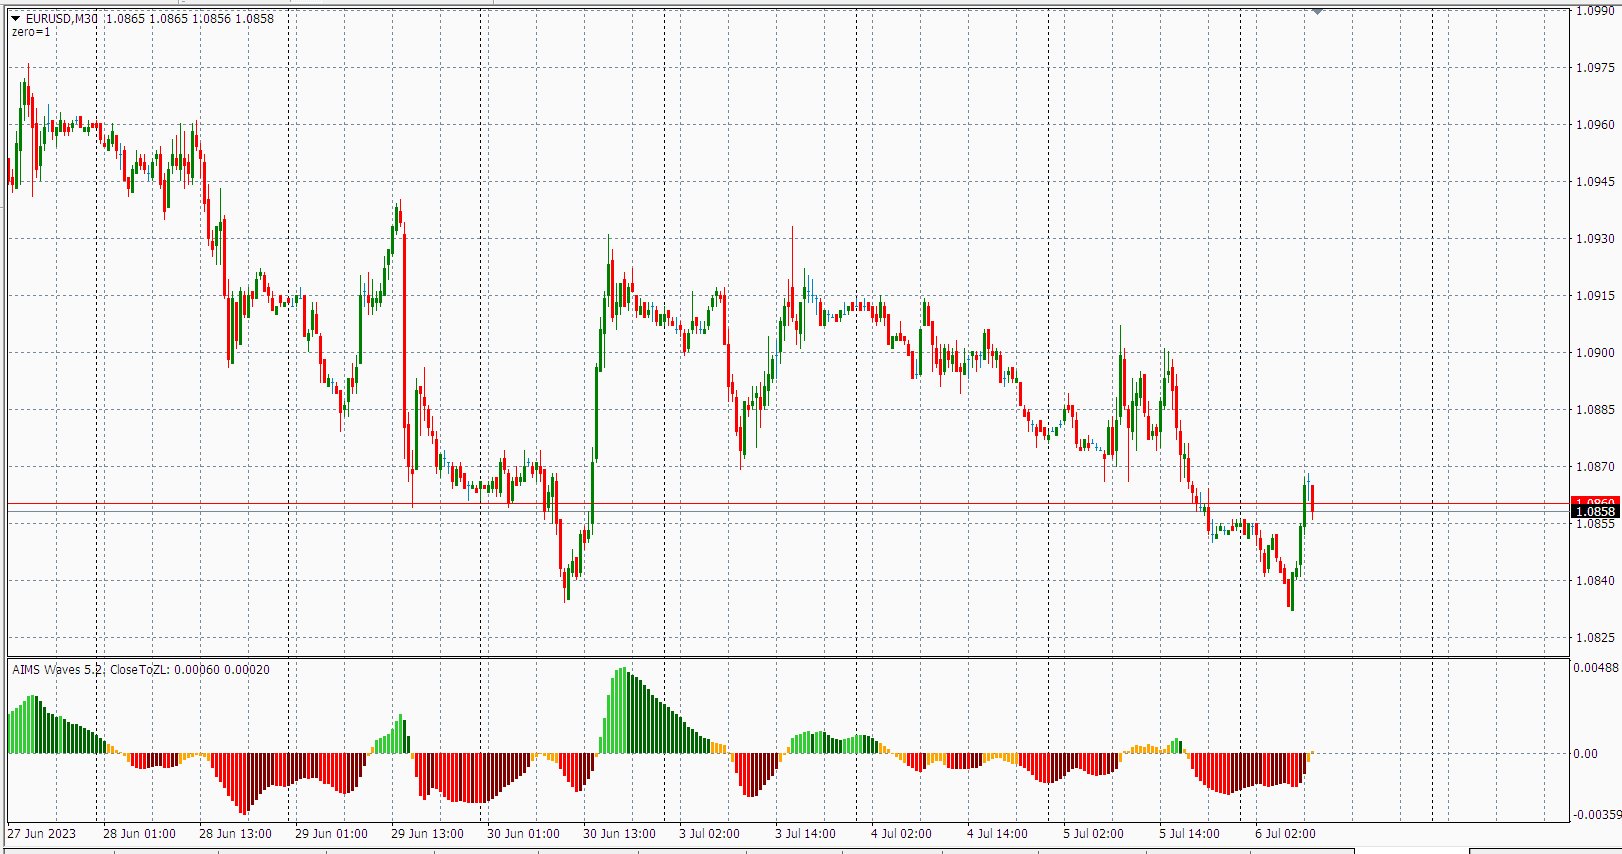 EURUSD,M30 1.0865 1.0865 1.0856 1.0858
zero=1
1.0990
1.0975
1.0960
1.0945
1.0930
1.0915
1.0900
1.0885
1.0870
1.0860
1.0858
1.0855
1.0840
1.0825
AIMS Waves 5.2, CloseToZL: 0.00060 0.00020
0.00488
0.00
-0.00359
27 Jun 2023
28 Jun 01:00
28 Jun 13:00
29 Jun 01:00
29 Jun 13:00
30 Jun 01:00
30 Jun 13:00
3 Jul 02:00
3 Jul 14:00
4 Jul 02:00
4 Jul 14:00
5 Jul 02:00
5 Jul 14:00
6 Jul 02:00